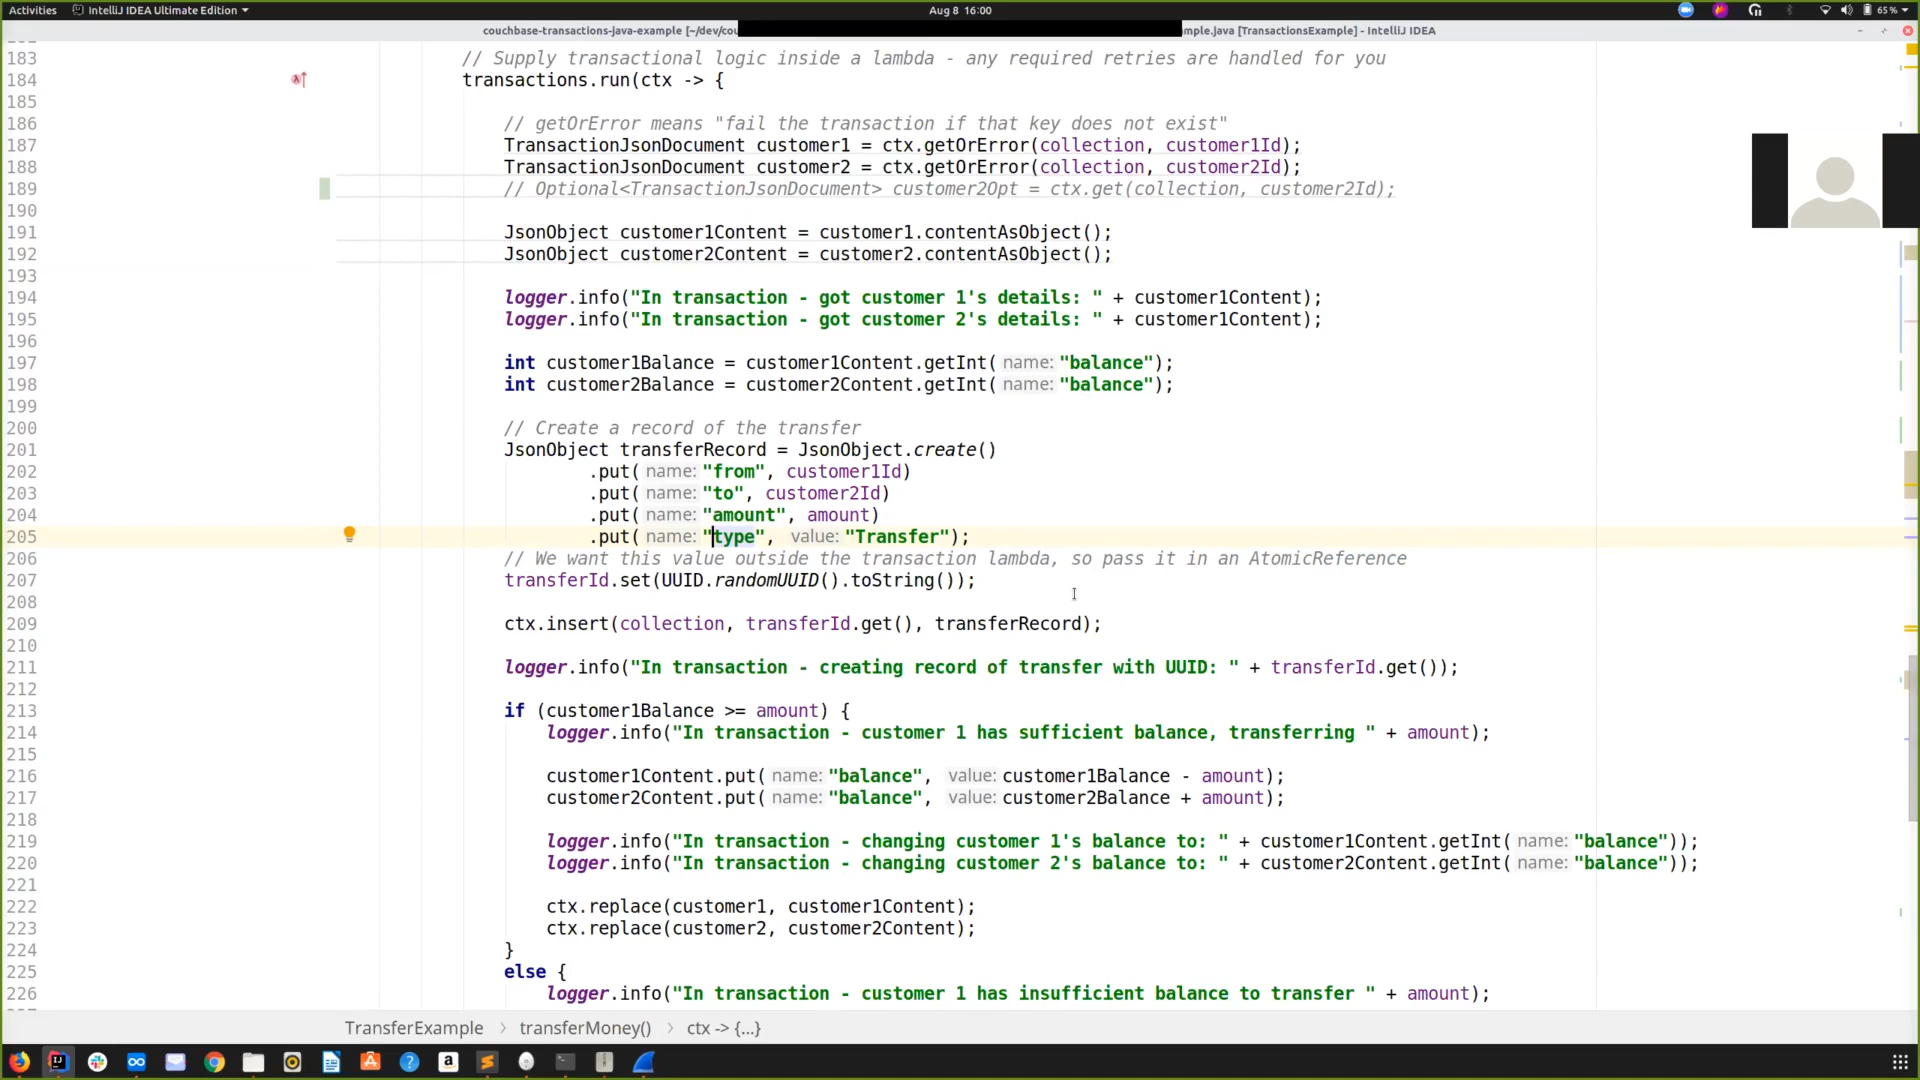 Activities IntelliJ IDEA Ultimate Edition Aug 8 16:00 65 %
couchbase-transactions-java-example [~/dev/cou mple.java [TransactionsExample] - IntelliJ IDEA
183 // Supply transactional logic inside a lambda - any required retries are handled for you
184 transactions.run(ctx -> {
185
186 // getOrError means "fail the transaction if that key does not exist"
187 TransactionJsonDocument customer1 = ctx.getOrError(collection, customer1Id);
188 TransactionJsonDocument customer2 = ctx.getOrError(collection, customer2Id);
189 // Optional<TransactionJsonDocument> customer2Opt = ctx.get(collection, customer2Id);
190
191 JsonObject customer1Content = customer1.contentAsObject();
192 JsonObject customer2Content = customer2.contentAsObject();
193
194 logger.info("In transaction - got customer 1's details: " + customer1Content);
195 logger.info("In transaction - got customer 2's details: " + customer1Content);
196
197 int customer1Balance = customer1Content.getInt( name: "balance");
198 int customer2Balance = customer2Content.getInt( name: "balance");
199
200 // Create a record of the transfer
201 JsonObject transferRecord = JsonObject.create()
202 .put( name: "from", customer1Id)
203 .put( name: "to", customer2Id)
204 .put( name: "amount", amount)
205 .put( name: "type", value: "Transfer");
206 // We want this value outside the transaction lambda, so pass it in an AtomicReference
207 transferId.set(UUID.randomUUID().toString());
208
209 ctx.insert(collection, transferId.get(), transferRecord);
210
211 logger.info("In transaction - creating record of transfer with UUID: " + transferId.get());
212
213 if (customer1Balance >= amount) {
214 logger.info("In transaction - customer 1 has sufficient balance, transferring " + amount);
215
216 customer1Content.put( name: "balance", value: customer1Balance - amount);
217 customer2Content.put( name: "balance", value: customer2Balance + amount);
218
219 logger.info("In transaction - changing customer 1's balance to: " + customer1Content.getInt( name: "balance"));
220 logger.info("In transaction - changing customer 2's balance to: " + customer2Content.getInt( name: "balance"));
221
222 ctx.replace(customer1, customer1Content);
223 ctx.replace(customer2, customer2Content);
224 }
225 else {
226 logger.info("In transaction - customer 1 has insufficient balance to transfer " + amount);
TransferExample > transferMoney() > ctx -> {...}